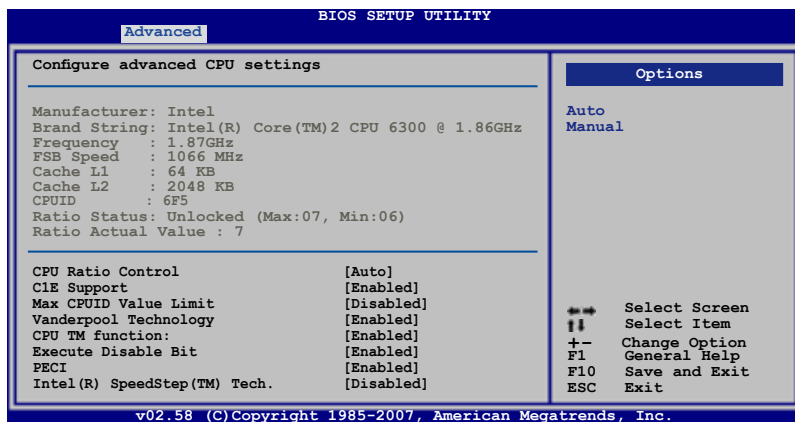 BIOS SETUP UTILITY
Advanced
Configure advanced CPU settings
Manufacturer: Intel
Brand String: Intel(R) Core(TM)2 CPU 6300 @ 1.86GHz
Frequency : 1.87GHz
FSB Speed : 1066 MHz
Cache L1 : 64 KB
Cache L2 : 2048 KB
CPUID : 6F5
Ratio Status: Unlocked (Max:07, Min:06)
Ratio Actual Value : 7
CPU Ratio Control [Auto]
C1E Support [Enabled]
Max CPUID Value Limit [Disabled]
Vanderpool Technology [Enabled]
CPU TM function: [Enabled]
Execute Disable Bit [Enabled]
PECI [Enabled]
Intel(R) SpeedStep(TM) Tech. [Disabled]
Options
Auto
Manual
←→ Select Screen
↑↓ Select Item
+- Change Option
F1 General Help
F10 Save and Exit
ESC Exit
v02.58 (C)Copyright 1985-2007, American Megatrends, Inc.